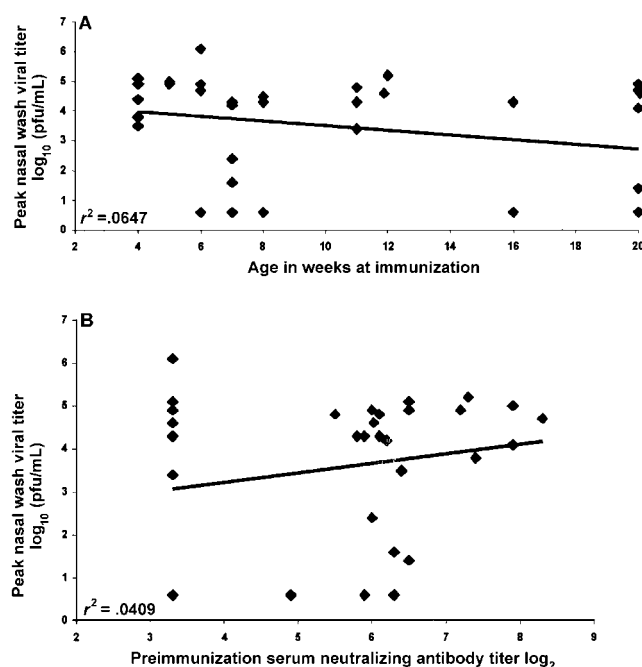 A
Peak nasal wash viral titer
log10 (pfu/mL)
7
6
5
4
3
2
1
0
r2 =.0647
2 4 6 8 10 11 12 14 16 18 20
Age in weeks at immunization
B
Peak nasal wash viral titer
log10 (pfu/mL)
7
6
5
4
3
2
1
0
r2 = .0409
2 3 4 5 6 7 8 9
Preimmunization serum neutralizing antibody titer log2